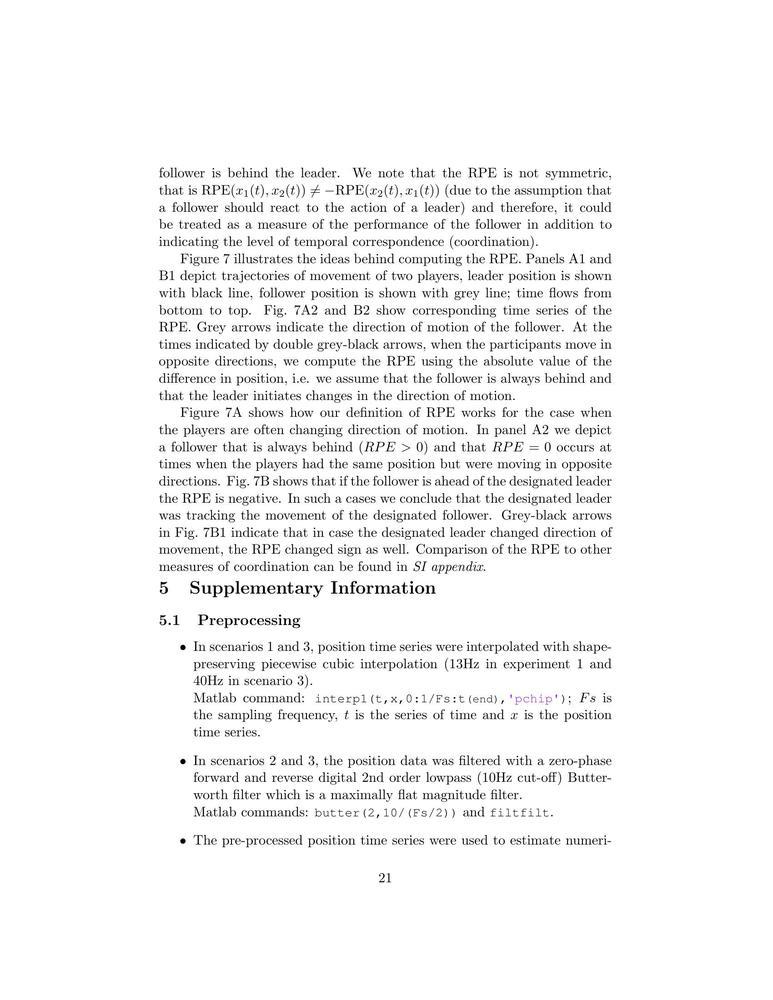 follower is behind the leader. We note that the RPE is not symmetric,
that is RPE(x₁(t), x₂(t)) ≠ −RPE(x₂(t), x₁(t)) (due to the assumption that
a follower should react to the action of a leader) and therefore, it could
be treated as a measure of the performance of the follower in addition to
indicating the level of temporal correspondence (coordination).
Figure 7 illustrates the ideas behind computing the RPE. Panels A1 and
B1 depict trajectories of movement of two players, leader position is shown
with black line, follower position is shown with grey line; time flows from
bottom to top. Fig. 7A2 and B2 show corresponding time series of the
RPE. Grey arrows indicate the direction of motion of the follower. At the
times indicated by double grey-black arrows, when the participants move in
opposite directions, we compute the RPE using the absolute value of the
difference in position, i.e. we assume that the follower is always behind and
that the leader initiates changes in the direction of motion.
Figure 7A shows how our definition of RPE works for the case when
the players are often changing direction of motion. In panel A2 we depict
a follower that is always behind (RPE > 0) and that RPE = 0 occurs at
times when the players had the same position but were moving in opposite
directions. Fig. 7B shows that if the follower is ahead of the designated leader
the RPE is negative. In such a cases we conclude that the designated leader
was tracking the movement of the designated follower. Grey-black arrows
in Fig. 7B1 indicate that in case the designated leader changed direction of
movement, the RPE changed sign as well. Comparison of the RPE to other
measures of coordination can be found in SI appendix.
5 Supplementary Information
5.1 Preprocessing
• In scenarios 1 and 3, position time series were interpolated with shape-
preserving piecewise cubic interpolation (13Hz in experiment 1 and
40Hz in scenario 3).
Matlab command: interp1(t,x,0:1/Fs:t(end),'pchip'); Fs is
the sampling frequency, t is the series of time and x is the position
time series.
• In scenarios 2 and 3, the position data was filtered with a zero-phase
forward and reverse digital 2nd order lowpass (10Hz cut-off) Butter-
worth filter which is a maximally flat magnitude filter.
Matlab commands: butter(2,10/(Fs/2)) and filtfilt.
• The pre-processed position time series were used to estimate numeri-
21